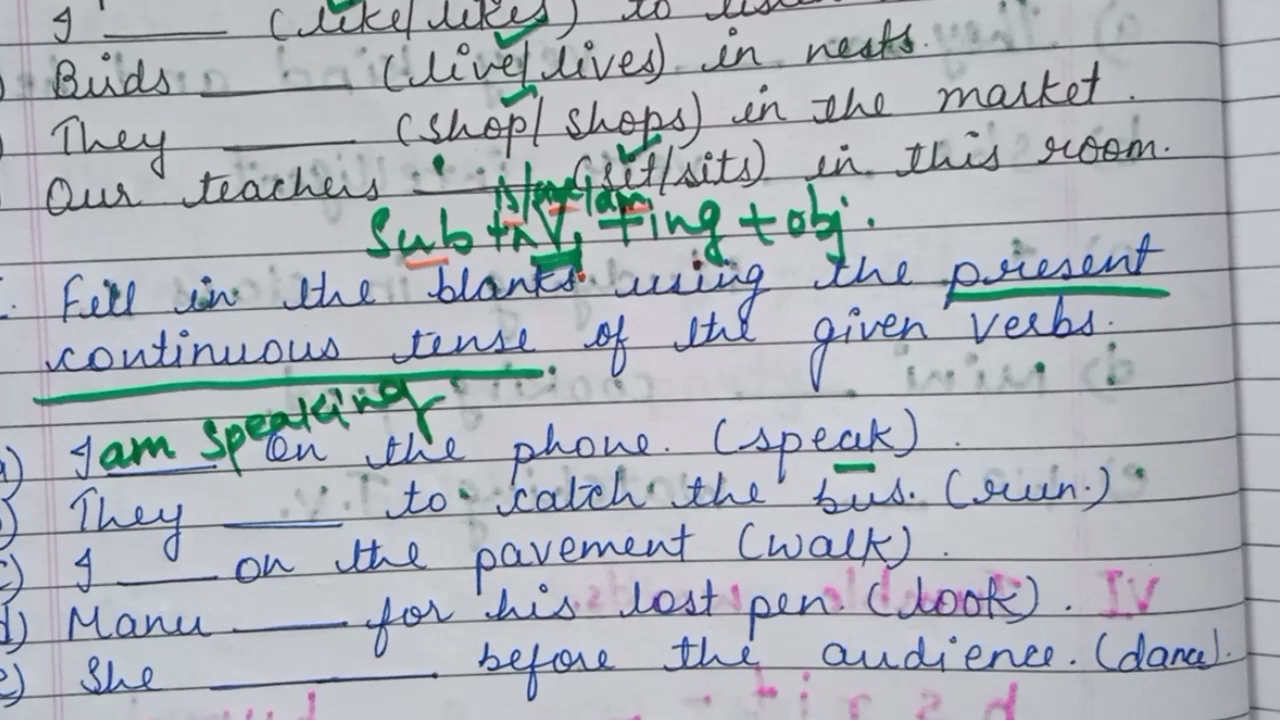 I ____ (like/likes) to
Birds ____ (live/lives) in nests.
They ____ (shop/ shops) in the market.
Our teachers ____ (sit/sits) in this room.
is/are/am
Sub + n V1 + ing + obj.
Fill in the blanks using the present
continuous tense of the given verbs.
a) I am speaking on the phone. (speak).
b) They ____ to catch the bus. (run.)
c) I ____ on the pavement (walk).
d) Manu ____ for his lost pen. (look).
e) She ____ before the audience. (dance).
IV